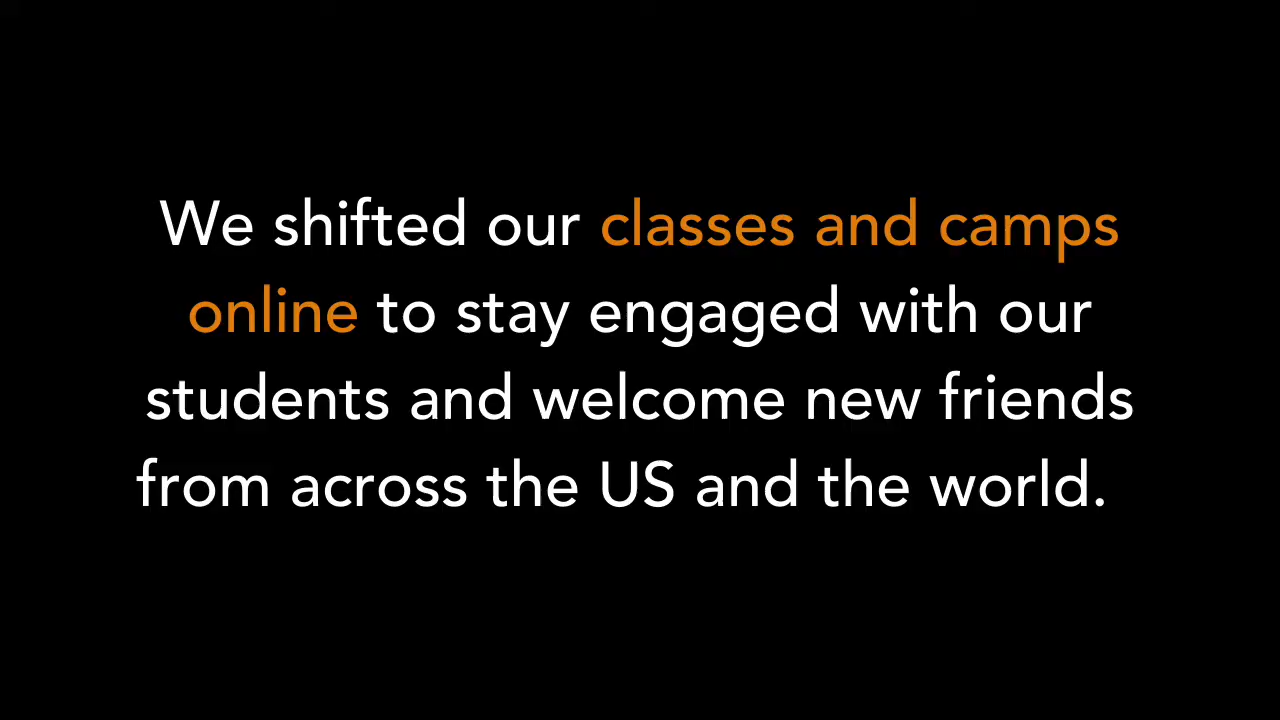 We shifted our classes and camps
online to stay engaged with our
students and welcome new friends
from across the US and the world.